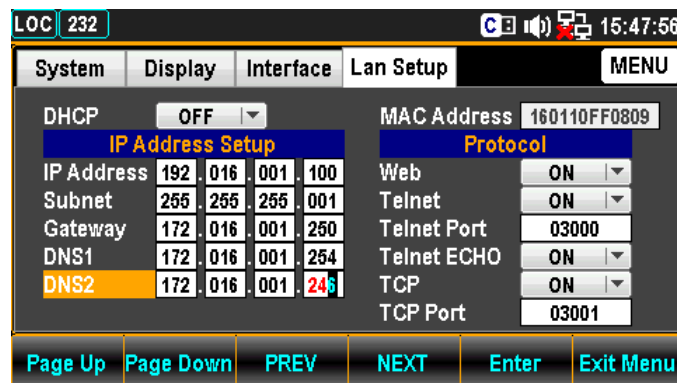 LOC 232 C 15:47:56
System Display Interface Lan Setup MENU
DHCP OFF
IP Address Setup
IP Address 192 . 016 . 001 . 100
Subnet 255 . 255 . 255 . 001
Gateway 172 . 016 . 001 . 250
DNS1 172 . 016 . 001 . 254
DNS2 172 . 016 . 001 . 246
MAC Address 160110FF0809
Protocol
Web ON
Telnet ON
Telnet Port 03000
Telnet ECHO ON
TCP ON
TCP Port 03001
Page Up Page Down PREV NEXT Enter Exit Menu